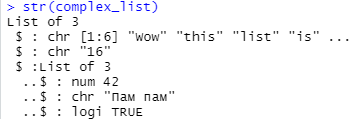 > str(complex_list)
List of 3
 $ : chr [1:6] "Wow" "this" "list" "is" ...
 $ : chr "16"
 $ :List of 3
  ..$ : num 42
  ..$ : chr "Пам пам"
  ..$ : logi TRUE